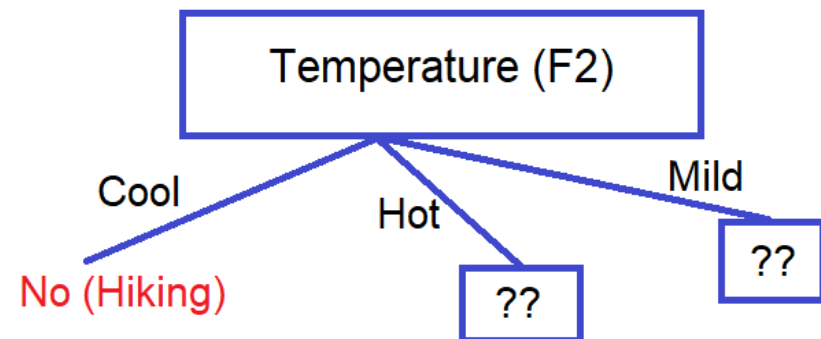 Temperature (F2)
Cool
Hot
Mild
No (Hiking)
??
??